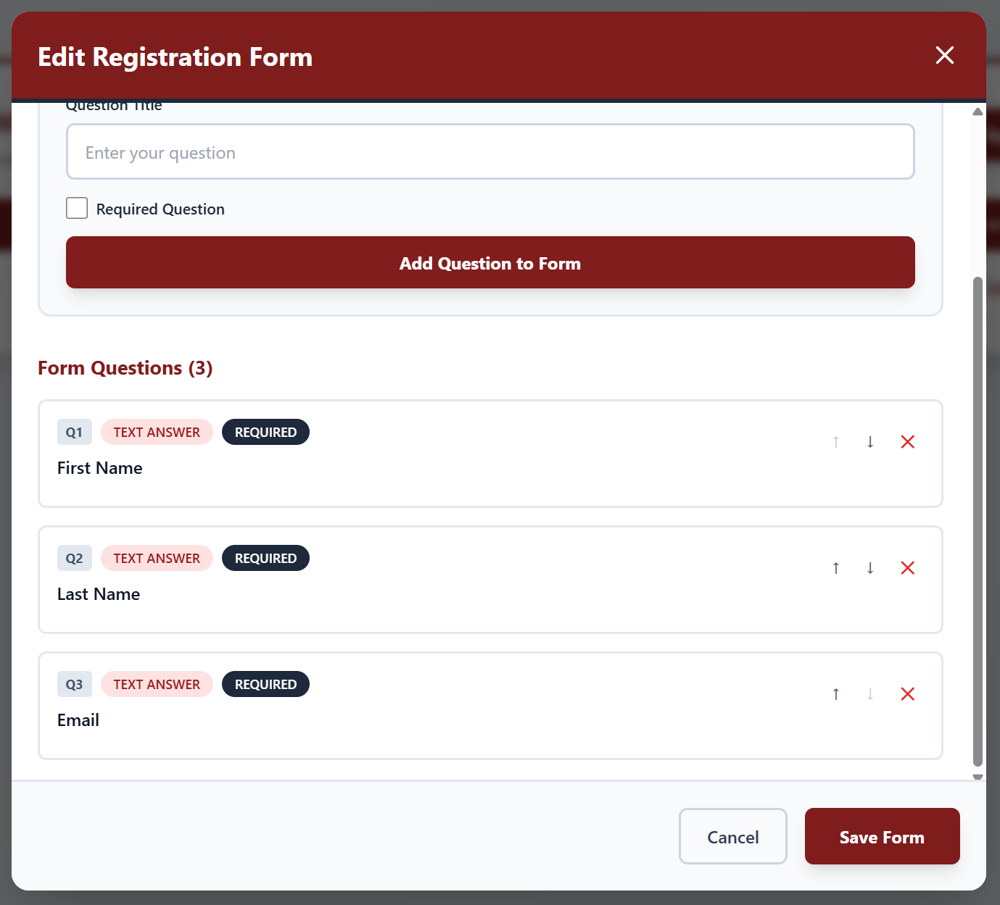 Edit Registration Form
Question Title
Enter your question
Required Question
Add Question to Form
Form Questions (3)
Q1 TEXT ANSWER REQUIRED
↑ ↓
First Name
Q2 TEXT ANSWER REQUIRED
↑ ↓
Last Name
Q3 TEXT ANSWER REQUIRED
↑ ↓
Email
Cancel Save Form